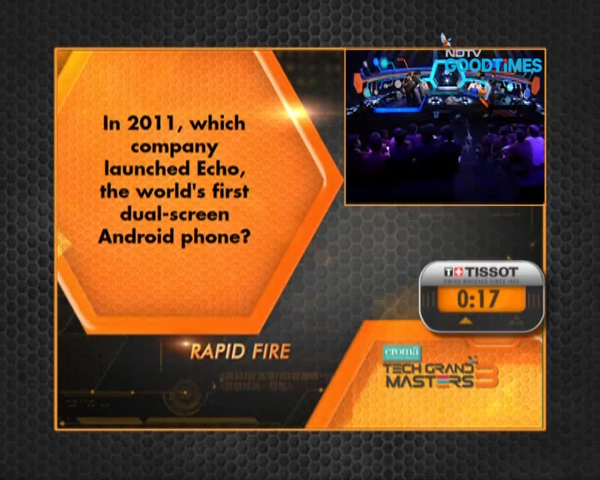 In 2011, which
company
launched Echo,
the world's first
dual-screen
Android phone?
NDTV
GOODTiMES
T+TISSOT
0:17
RAPID FIRE
croma
TECH GRAND
MASTERS 3